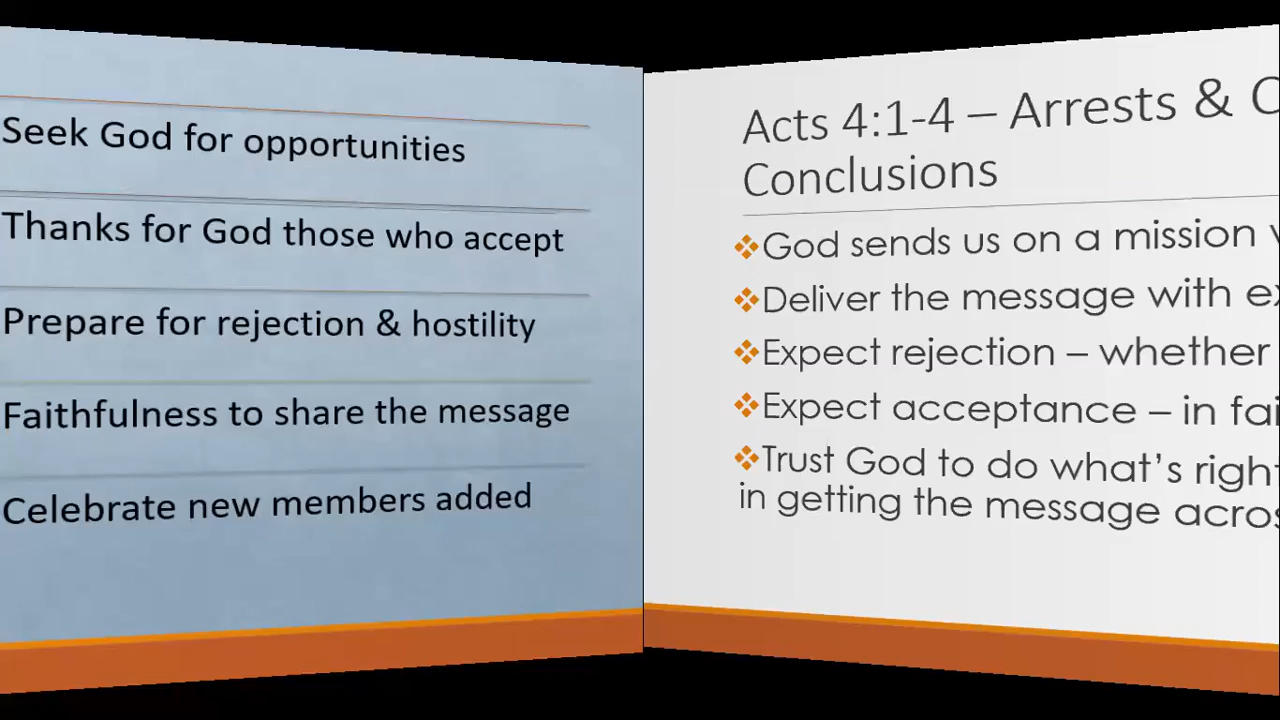 Seek God for opportunities
Thanks for God those who accept
Prepare for rejection & hostility
Faithfulness to share the message
Celebrate new members added
Acts 4:1-4 – Arrests &
Conclusions
❖God sends us on a mission
❖Deliver the message with
❖Expect rejection – whether
❖Expect acceptance – in
❖Trust God to do what's right
in getting the message